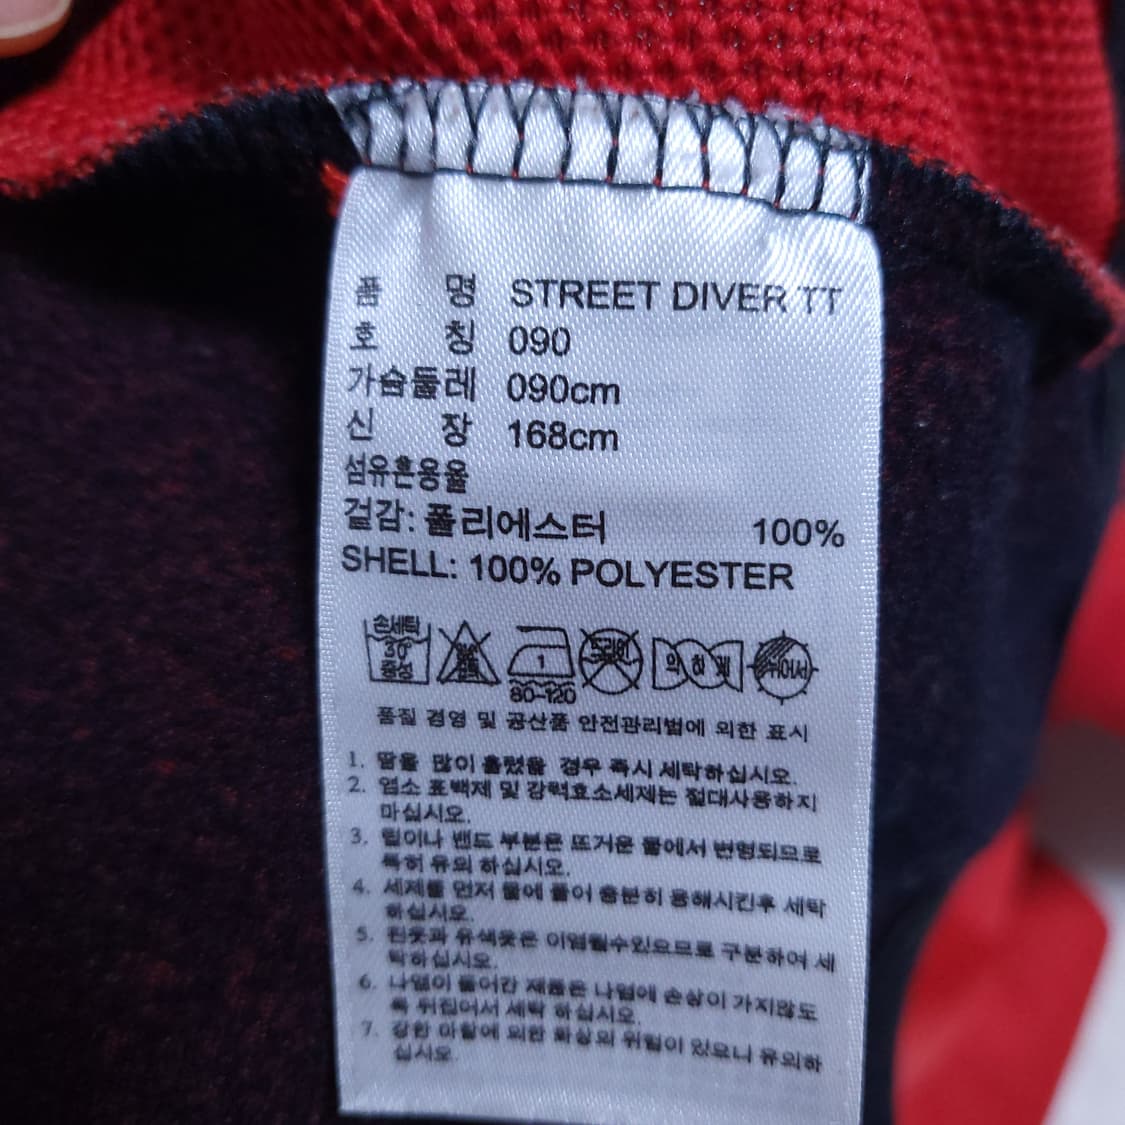 품 명 STREET DIVER TT
호 칭 090
가슴둘레 090cm
신 장 168cm
섬유혼용율
겉감: 폴리에스터 100%
SHELL: 100% POLYESTER
손세탁 30 중성 1 80-120 드라이 약하게 뉘어서
품질 경영 및 공산품 안전관리법에 의한 표시
1. 땀을 많이 흘렸을 경우 즉시 세탁하십시오.
2. 염소 표백제 및 강력효소세제는 절대사용하지
마십시오.
3. 립이나 밴드 부분은 뜨거운 물에서 변형되므로
특히 유의 하십시오.
4. 세제를 먼저 물에 풀어 충분히 용해시킨후 세탁
하십시오.
5. 흰옷과 유색옷은 이염될수있으므로 구분하여 세
탁하십시오.
6. 나염이 들어간 제품은 나염에 손상이 가지않도
록 뒤집어서 세탁 하십시오.
7. 강한 마찰에 의한 화상의 위험이 있으니 유의하
십시오.